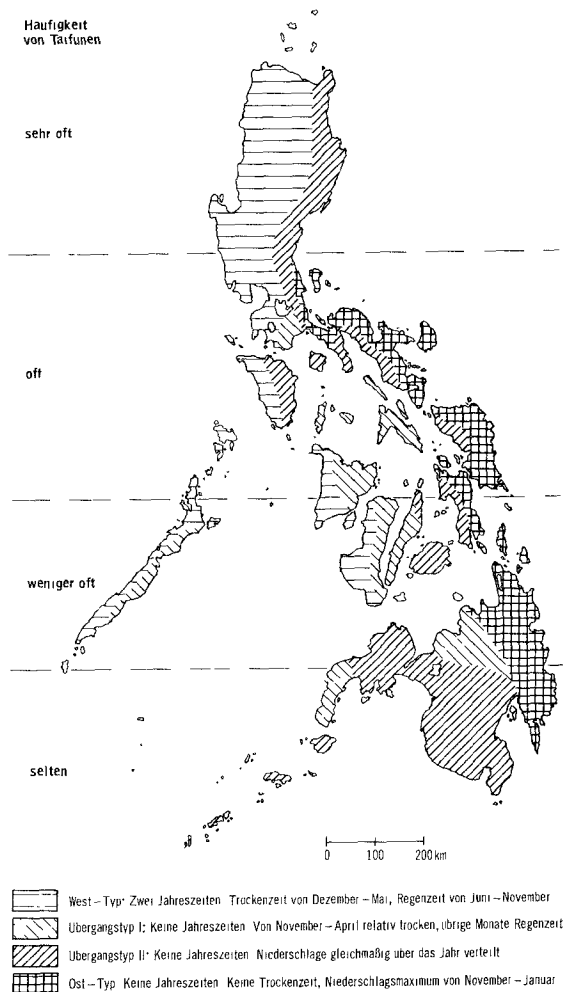 Häufigkeit
von Taifunen
sehr oft
oft
weniger oft
selten
0 100 200 km
West-Typ: Zwei Jahreszeiten Trockenzeit von Dezember-Mai, Regenzeit von Juni-November
Übergangstyp I: Keine Jahreszeiten Von November-April relativ trocken, übrige Monate Regenzeit
Übergangstyp II: Keine Jahreszeiten Niederschlage gleichmaßig über das Jahr verteilt
Ost-Typ Keine Jahreszeiten Keine Trockenzeit, Niederschlagsmaximum von November-Januar